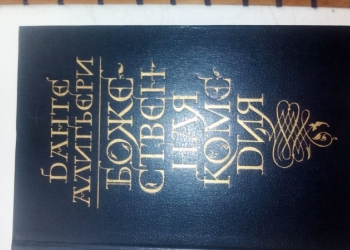 ДАНТЕ
АЛИГЬЕРИ
БОЖЕ-
СТВЕН-
НАЯ
КОМЕ-
ДИЯ